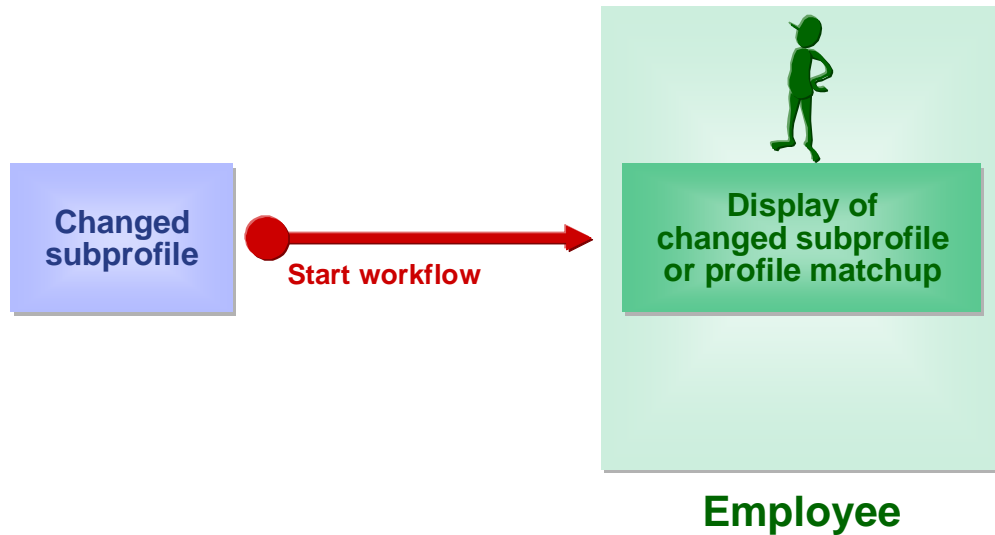 Changed
subprofile
Start workflow
Display of
changed subprofile
or profile matchup
Employee